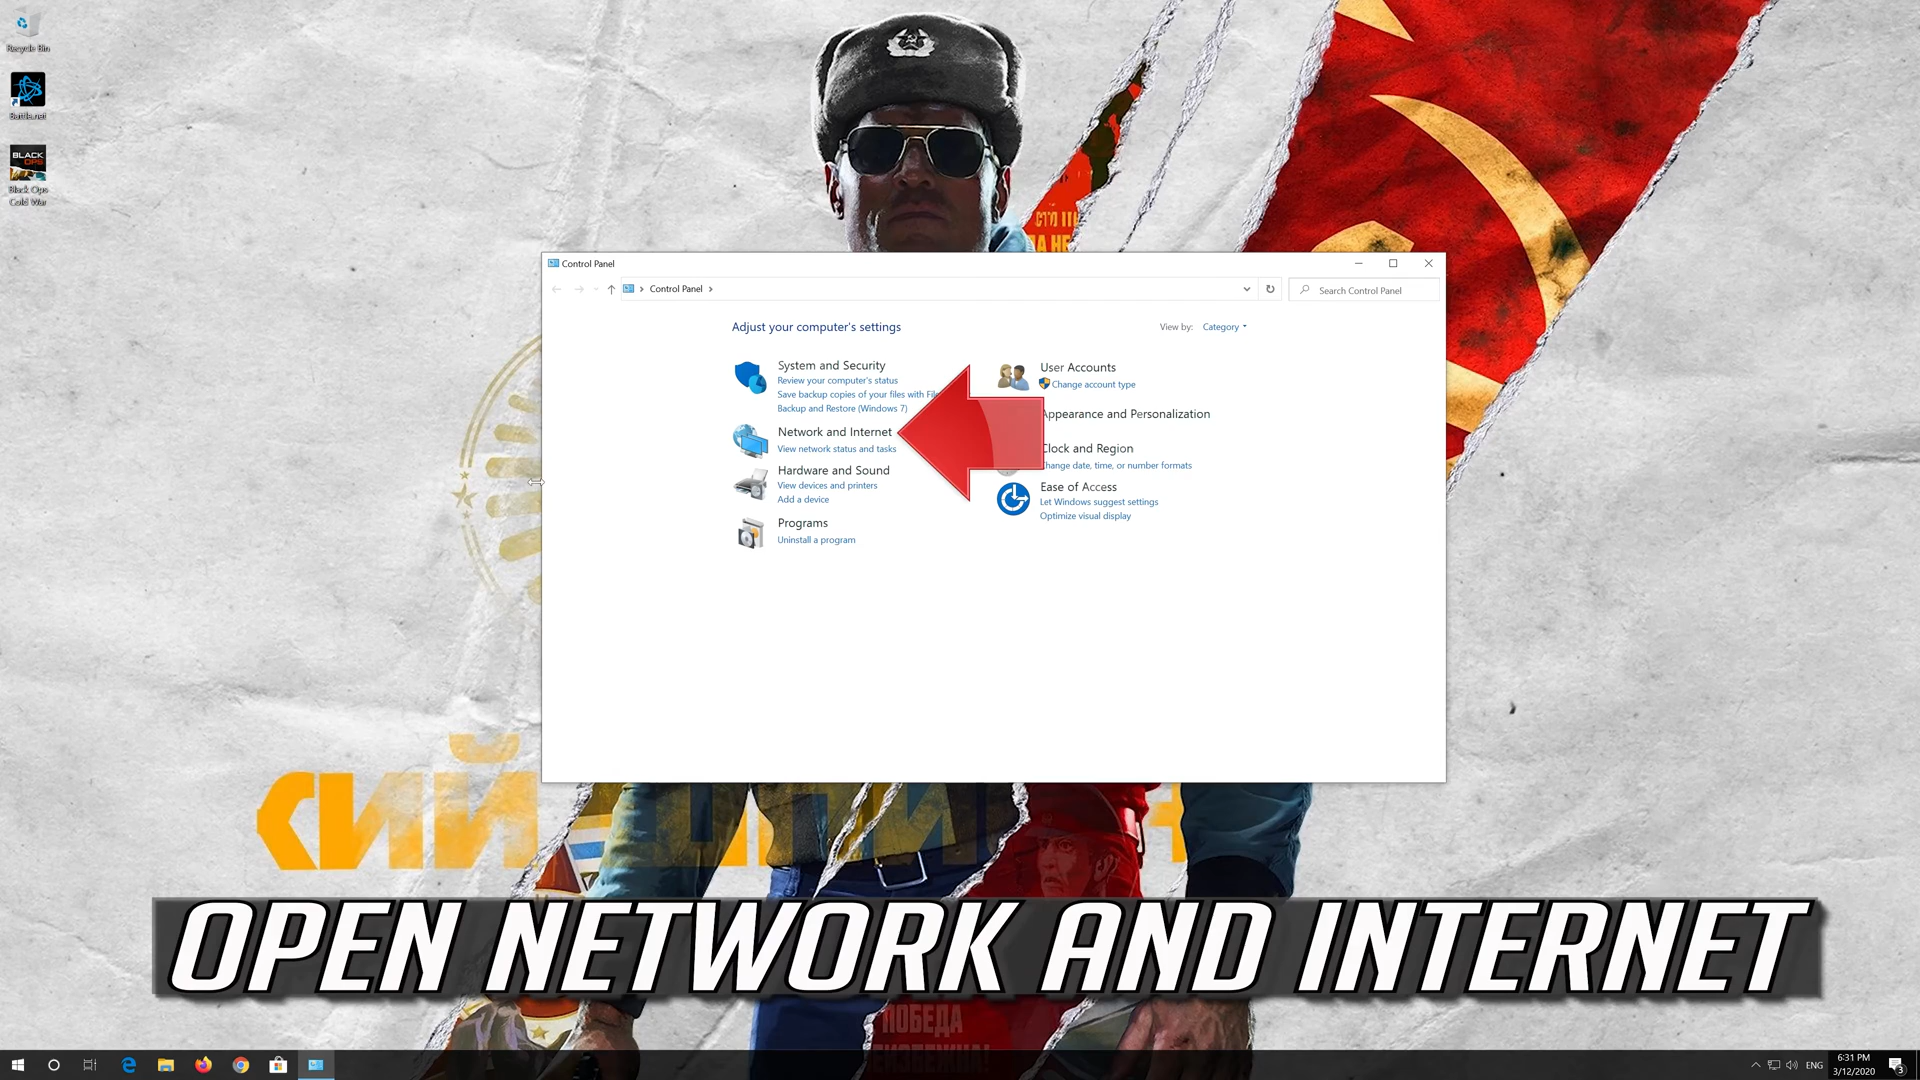 Recycle Bin
Battle.net
BLACK
OPS
Black Ops
Cold War
Control Panel
Control Panel
Search Control Panel
Adjust your computer's settings
View by: Category
System and Security
Review your computer's status
Save backup copies of your files with File
Backup and Restore (Windows 7)
Network and Internet
View network status and tasks
Hardware and Sound
View devices and printers
Add a device
Programs
Uninstall a program
User Accounts
Change account type
Appearance and Personalization
Clock and Region
Change date, time, or number formats
Ease of Access
Let Windows suggest settings
Optimize visual display
КИЙ
OPEN NETWORK AND INTERNET
ПОБЕДА
ENG
6:31 PM
3/12/2020
3